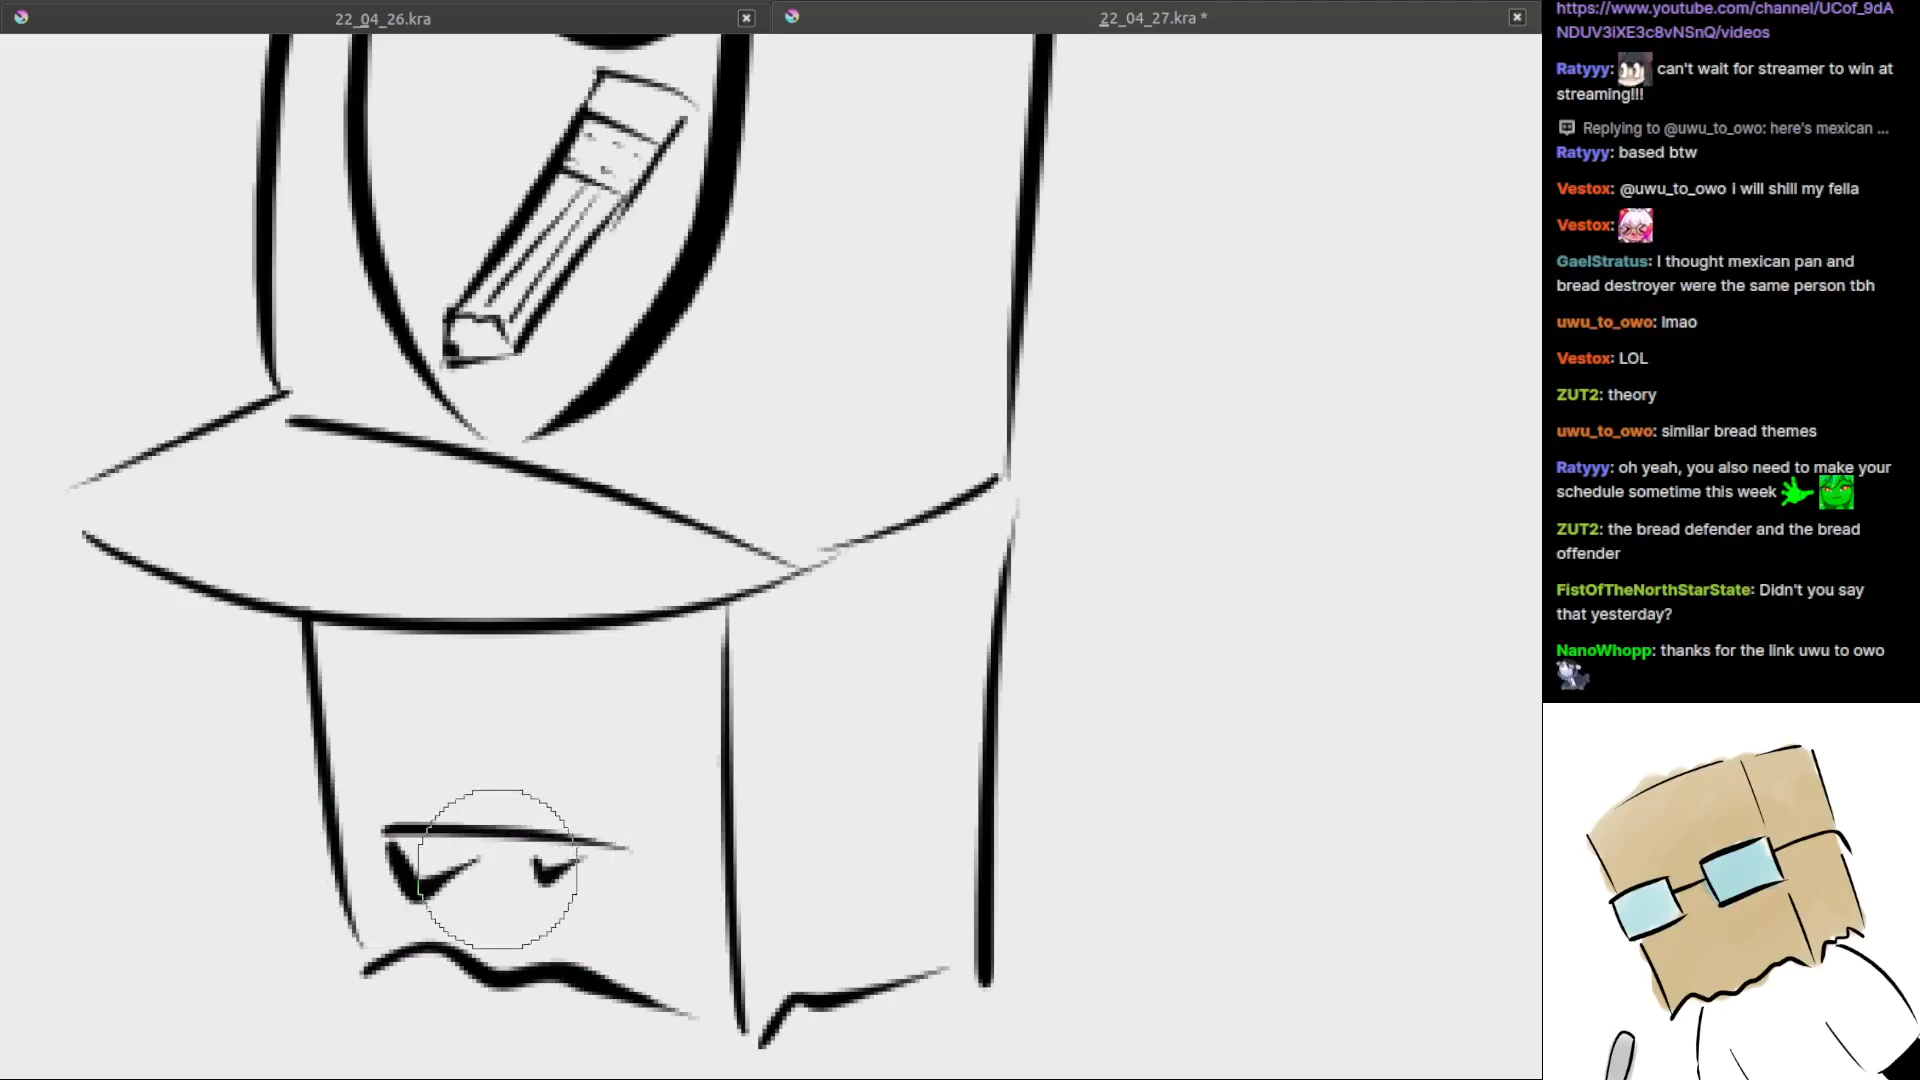 22_04_26.kra
22_04_27.kra *
https://www.youtube.com/channel/UCof_9dA
NDUV3iXE3c8vNSnQ/videos
Ratyyy: can't wait for streamer to win at
streaming!!!
Replying to @uwu_to_owo: here's mexican ...
Ratyyy: based btw
Vestox: @uwu_to_owo i will shill my fella
Vestox:
GaelStratus: I thought mexican pan and
bread destroyer were the same person tbh
uwu_to_owo: lmao
Vestox: LOL
ZUT2: theory
uwu_to_owo: similar bread themes
Ratyyy: oh yeah, you also need to make your
schedule sometime this week
ZUT2: the bread defender and the bread
offender
FistOfTheNorthStarState: Didn't you say
that yesterday?
NanoWhopp: thanks for the link uwu to owo